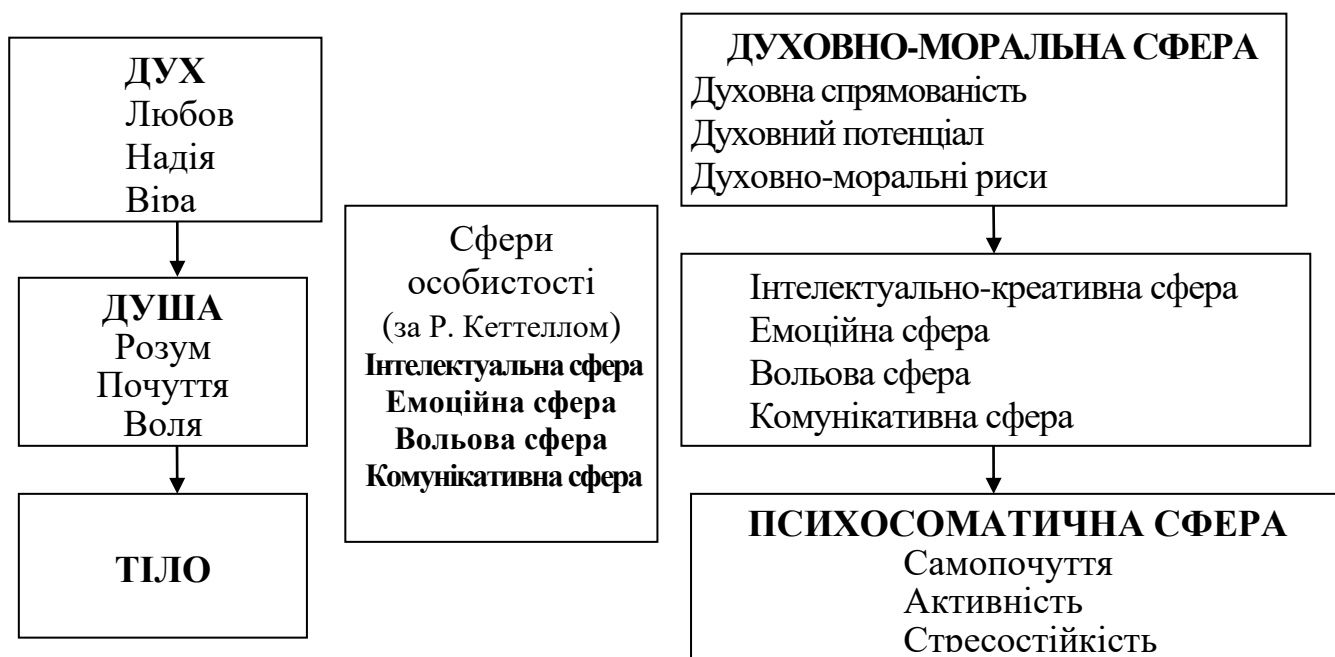 ДУХ
Любов
Надія
Віра
ДУША
Розум
Почуття
Воля
ТІЛО
Сфери
особистості
(за Р. Кеттеллом)
Інтелектуальна сфера
Емоційна сфера
Вольова сфера
Комунікативна сфера
ДУХОВНО-МОРАЛЬНА СФЕРА
Духовна спрямованість
Духовний потенціал
Духовно-моральні риси
Інтелектуально-креативна сфера
Емоційна сфера
Вольова сфера
Комунікативна сфера
ПСИХОСОМАТИЧНА СФЕРА
Самопочуття
Активність
Стресостійкість